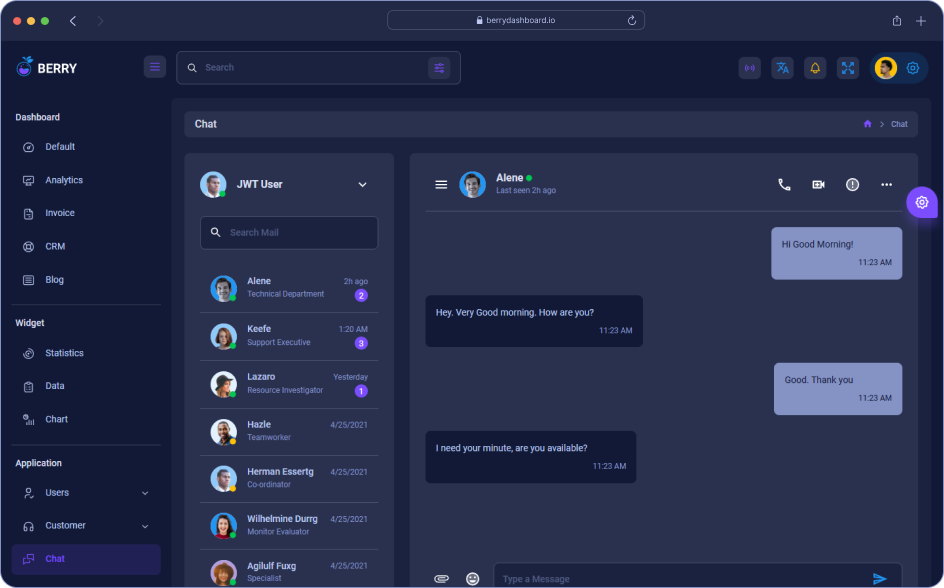 berrydashboard.io
BERRY
Search
Dashboard
Default
Analytics
Invoice
CRM
Blog
Widget
Statistics
Data
Chart
Application
Users
Customer
Chat
Chat
Chat
JWT User
Search Mail
Alene 2h ago
Technical Department 2
Keefe 1:20 AM
Support Executive 3
Lazaro Yesterday
Resource Investigator 1
Hazle 4/25/2021
Teamworker
Herman Essertg 4/25/2021
Co-ordinator
Wilhelmine Durrg 4/25/2021
Monitor Evaluator
Agilulf Fuxg 4/25/2021
Specialist
Alene
Last seen 2h ago
Hi Good Morning!
11:23 AM
Hey. Very Good morning. How are you?
11:23 AM
Good. Thank you
11:23 AM
I need your minute, are you available?
11:23 AM
Type a Message